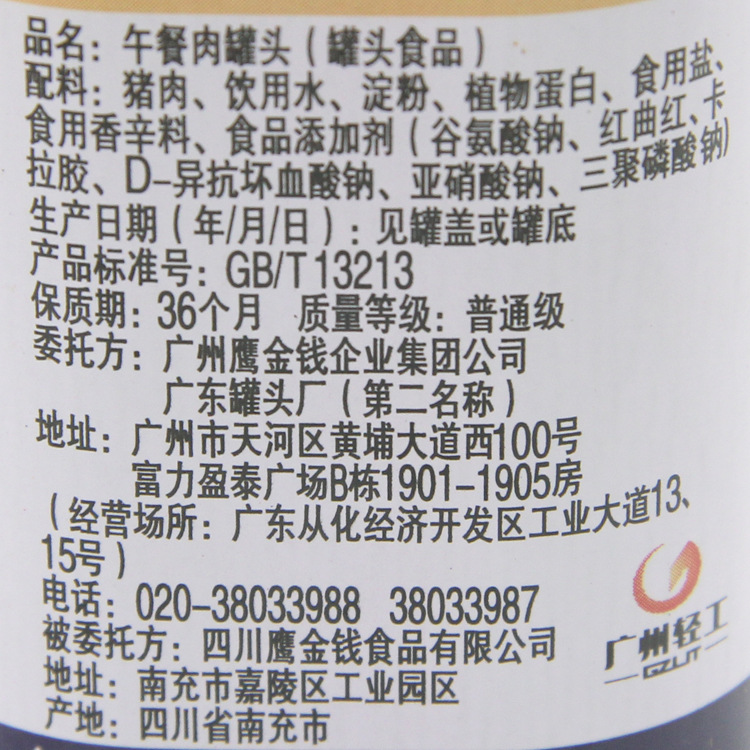 品名：午餐肉罐头（罐头食品）
配料：猪肉、饮用水、淀粉、植物蛋白、食用盐、
食用香辛料、食品添加剂（谷氨酸钠、红曲红、卡
拉胶、D-异抗坏血酸钠、亚硝酸钠、三聚磷酸钠）
生产日期（年/月/日）：见罐盖或罐底
产品标准号：GB/T 13213
保质期：36个月 质量等级：普通级
委托方：广州鹰金钱企业集团公司
广东罐头厂（第二名称）
地址：广州市天河区黄埔大道西100号
富力盈泰广场B栋1901-1905房
（经营场所：广东从化经济开发区工业大道13、
15号）
电话：020-38033988 38033987
被委托方：四川鹰金钱食品有限公司
地址：南充市嘉陵区工业园区
产地：四川省南充市
广州轻工
GZLIT